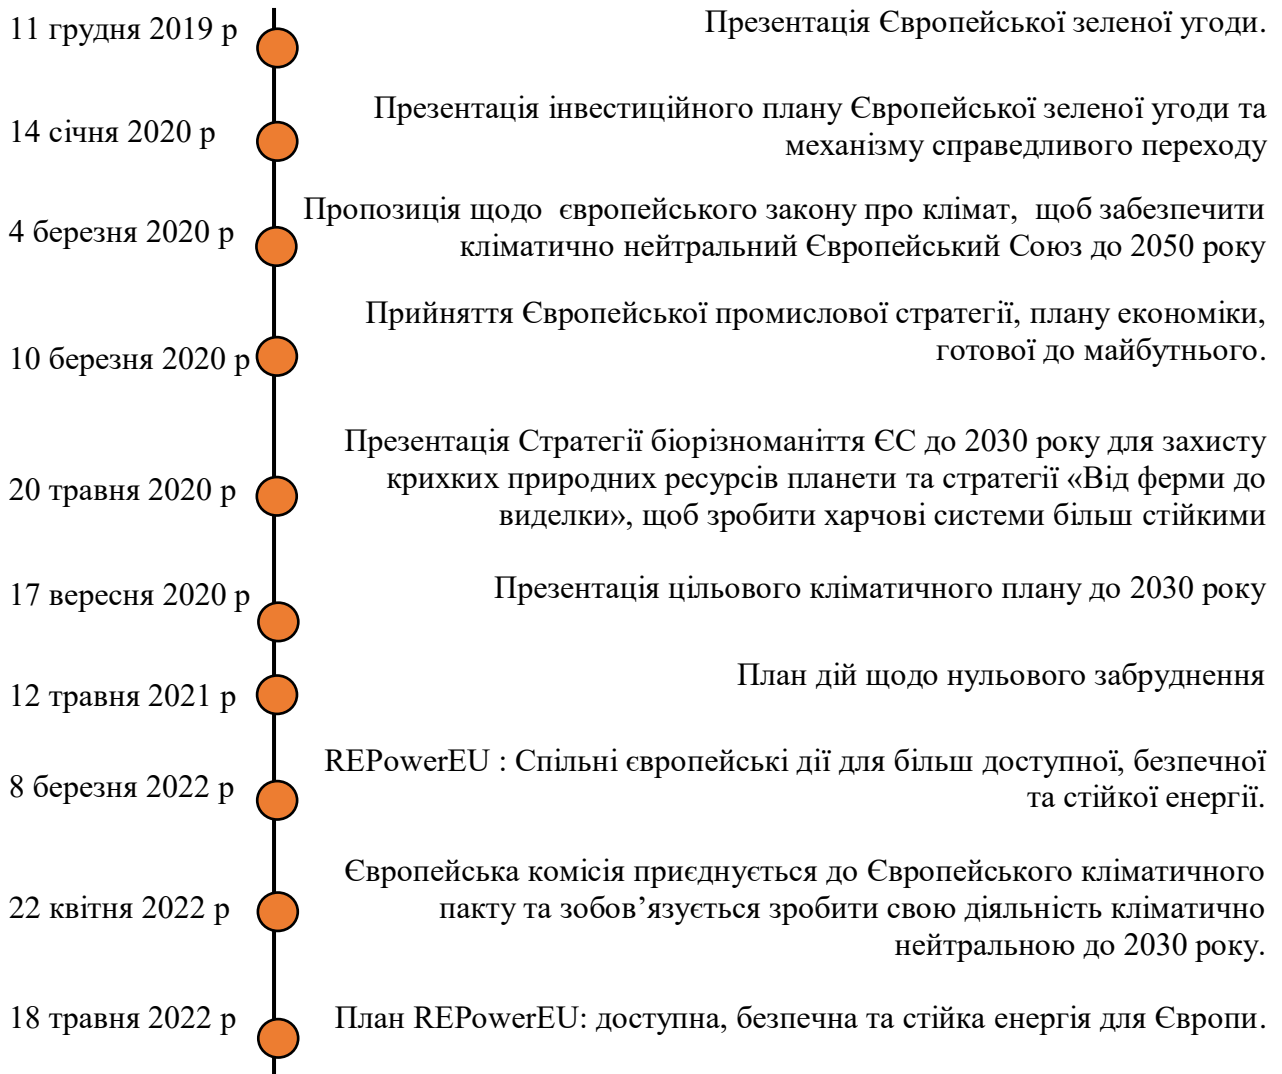 11 грудня 2019 р
Презентація Європейської зеленої угоди.
14 січня 2020 р
Презентація інвестиційного плану Європейської зеленої угоди та
механізму справедливого переходу
4 березня 2020 р
Пропозиція щодо європейського закону про клімат, щоб забезпечити
кліматично нейтральний Європейський Союз до 2050 року
10 березня 2020 р
Прийняття Європейської промислової стратегії, плану економіки,
готової до майбутнього.
20 травня 2020 р
Презентація Стратегії біорізноманіття ЄС до 2030 року для захисту
крихких природних ресурсів планети та стратегії «Від ферми до
виделки», щоб зробити харчові системи більш стійкими
17 вересня 2020 р
Презентація цільового кліматичного плану до 2030 року
12 травня 2021 р
План дій щодо нульового забруднення
8 березня 2022 р
REPowerEU : Спільні європейські дії для більш доступної, безпечної
та стійкої енергії.
22 квітня 2022 р
Європейська комісія приєднується до Європейського кліматичного
пакту та зобов’язується зробити свою діяльність кліматично
нейтральною до 2030 року.
18 травня 2022 р
План REPowerEU: доступна, безпечна та стійка енергія для Європи.